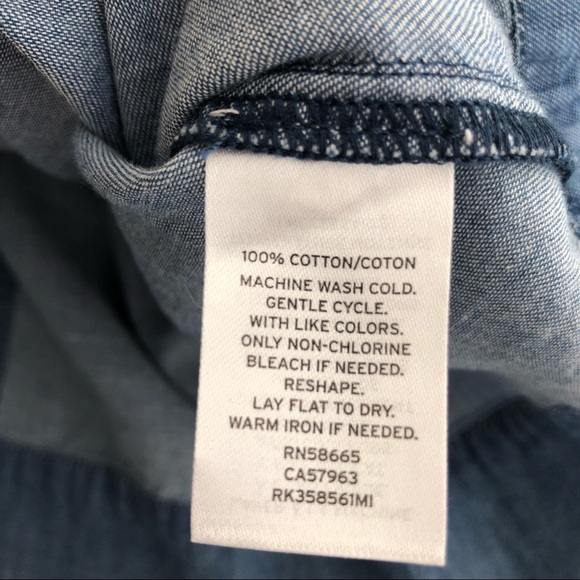 100% COTTON/COTON
MACHINE WASH COLD.
GENTLE CYCLE.
WITH LIKE COLORS.
ONLY NON-CHLORINE
BLEACH IF NEEDED.
RESHAPE.
LAY FLAT TO DRY.
WARM IRON IF NEEDED.
RN58665
CA57963
RK358561MI